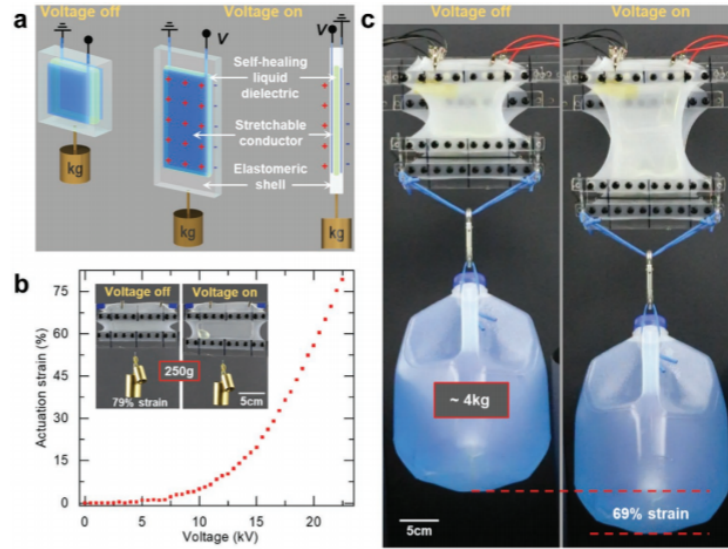 a
Voltage off
Voltage on
V
V
Self-healing
liquid
dielectric
Stretchable
conductor
Elastomeric
shell
kg
kg
kg
b
Actuation strain (%)
75
60
45
30
15
0
0
5
10
15
20
Voltage (kV)
Voltage off
Voltage on
250g
79% strain
5cm
c
Voltage off
Voltage on
~ 4kg
5cm
69% strain